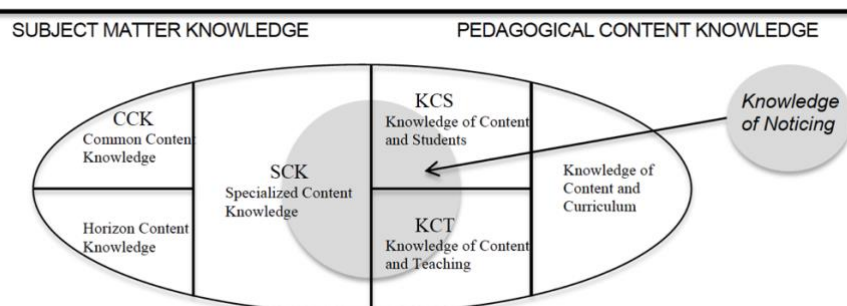 SUBJECT MATTER KNOWLEDGE
PEDAGOGICAL CONTENT KNOWLEDGE
CCK
Common Content
Knowledge
Horizon Content
Knowledge
SCK
Specialized Content
Knowledge
KCS
Knowledge of Content
and Students
KCT
Knowledge of Content
and Teaching
Knowledge of
Content and
Curriculum
Knowledge
of Noticing